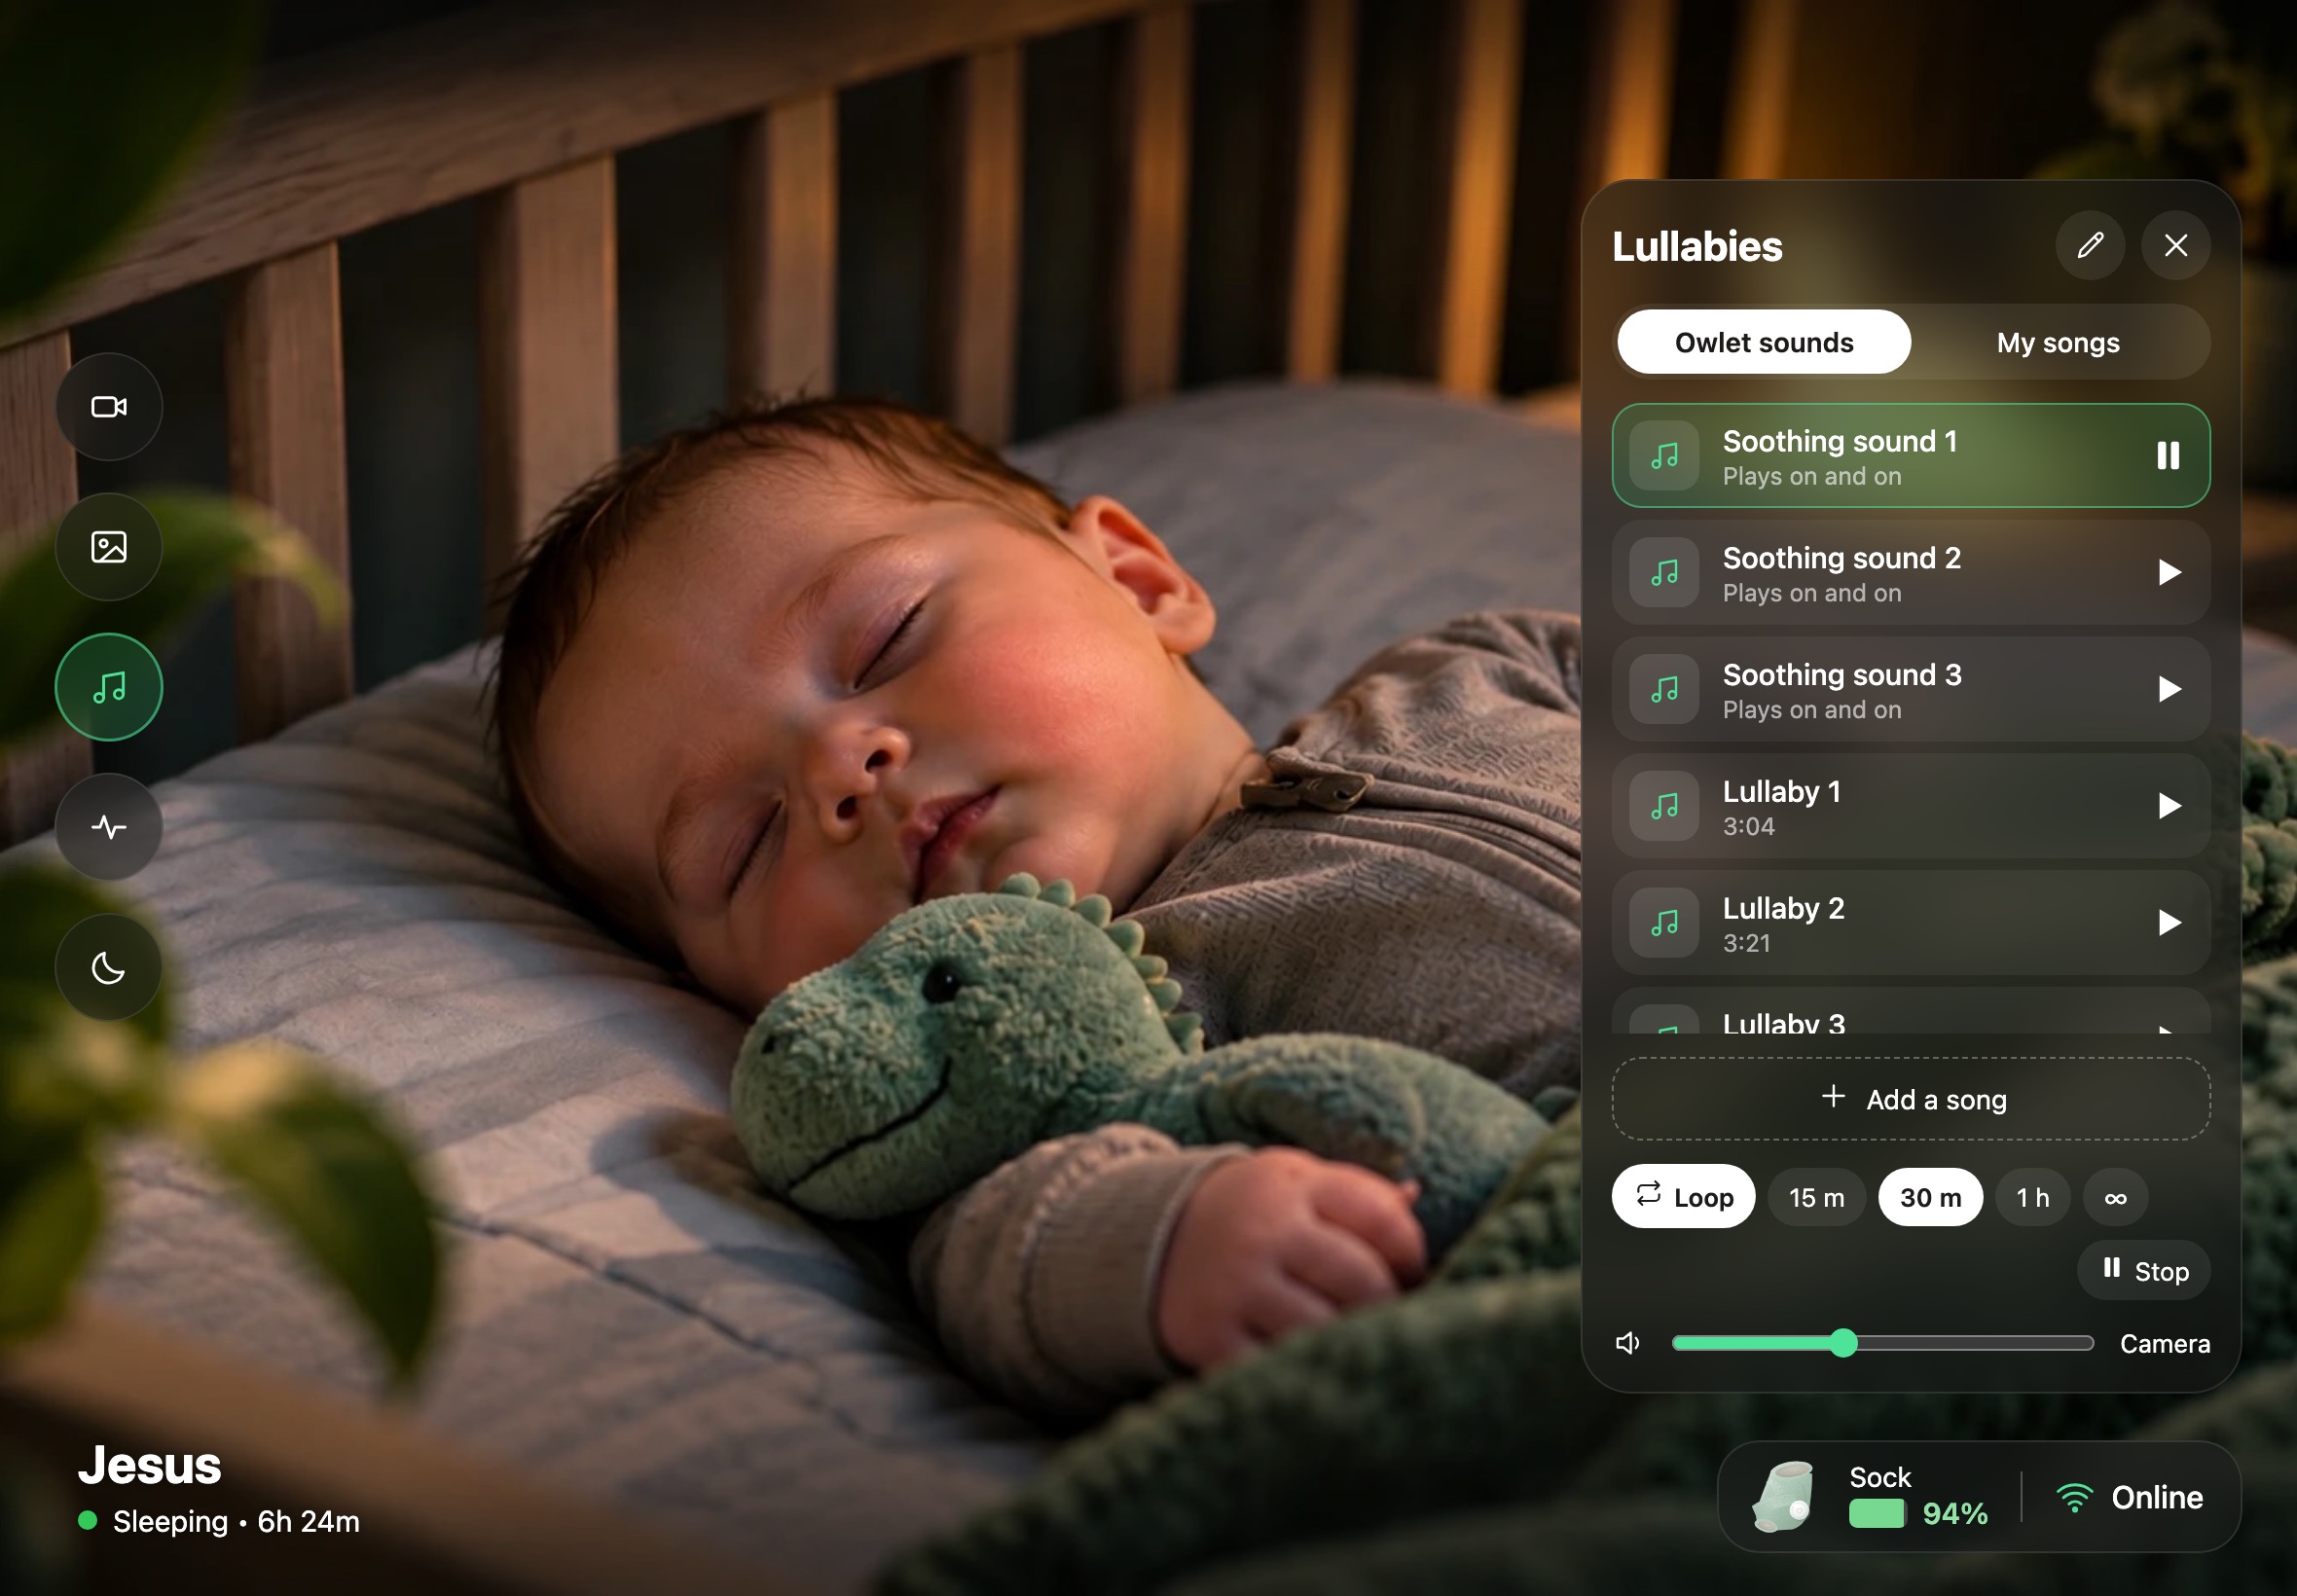 Lullabies
Owlet sounds
My songs
Soothing sound 1
Plays on and on
Soothing sound 2
Plays on and on
Soothing sound 3
Plays on and on
Lullaby 1
3:04
Lullaby 2
3:21
Lullaby 3
Add a song
Loop
15 m
30 m
1 h
∞
Stop
Camera
Jesus
Sleeping • 6h 24m
Sock
94%
Online